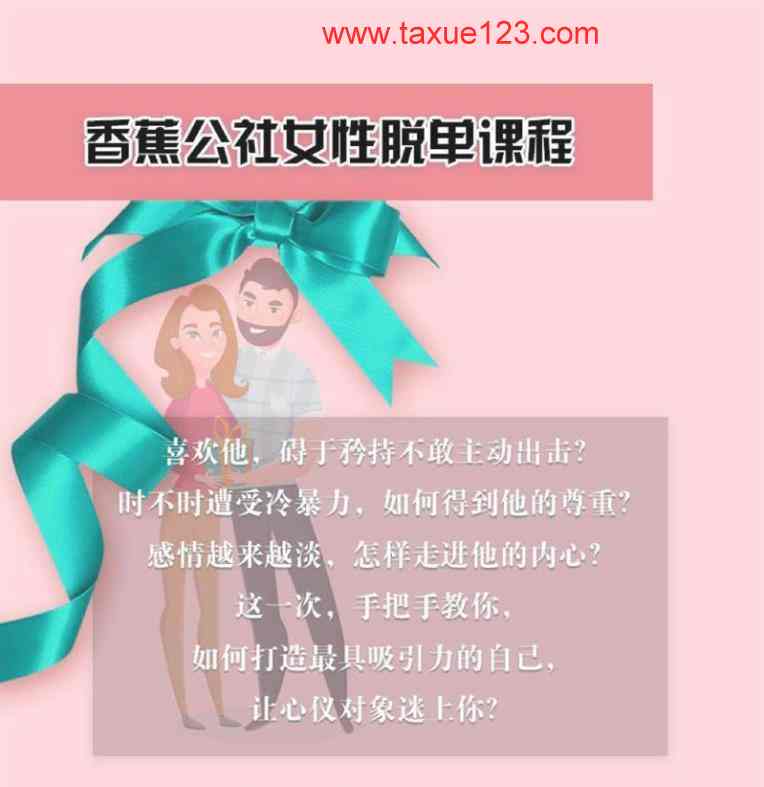 www.taxue123.com
香蕉公社女性脱单课程
喜欢他，碍于矜持不敢主动出击？
时不时遭受冷暴力，如何得到他的尊重？
感情越来越淡，怎样走进他的内心？
这一次，手把手教你，
如何打造最具吸引力的自己，
让心仪对象迷上你？